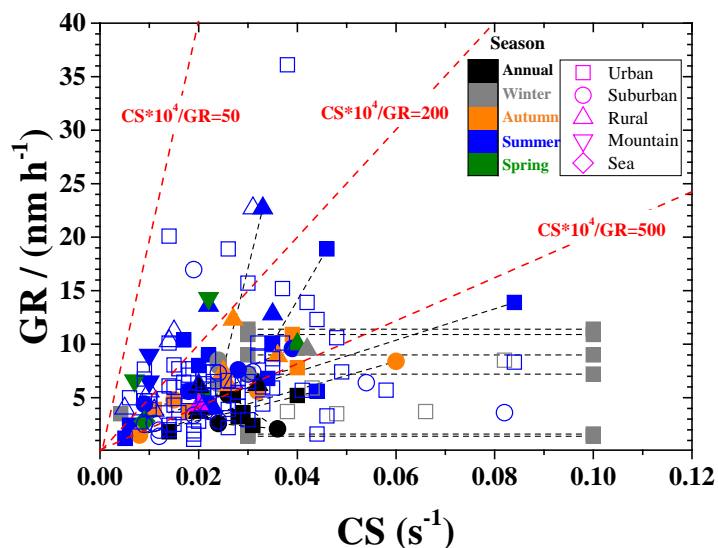 40
35
30
25
20
15
10
5
0
GR / (nm h⁻¹)
Season
Annual
Winter
Autumn
Summer
Spring
Urban
Suburban
Rural
Mountain
Sea
CS*10⁴/GR=50
CS*10⁴/GR=200
CS*10⁴/GR=500
0.00 0.02 0.04 0.06 0.08 0.10 0.12
CS (s⁻¹)